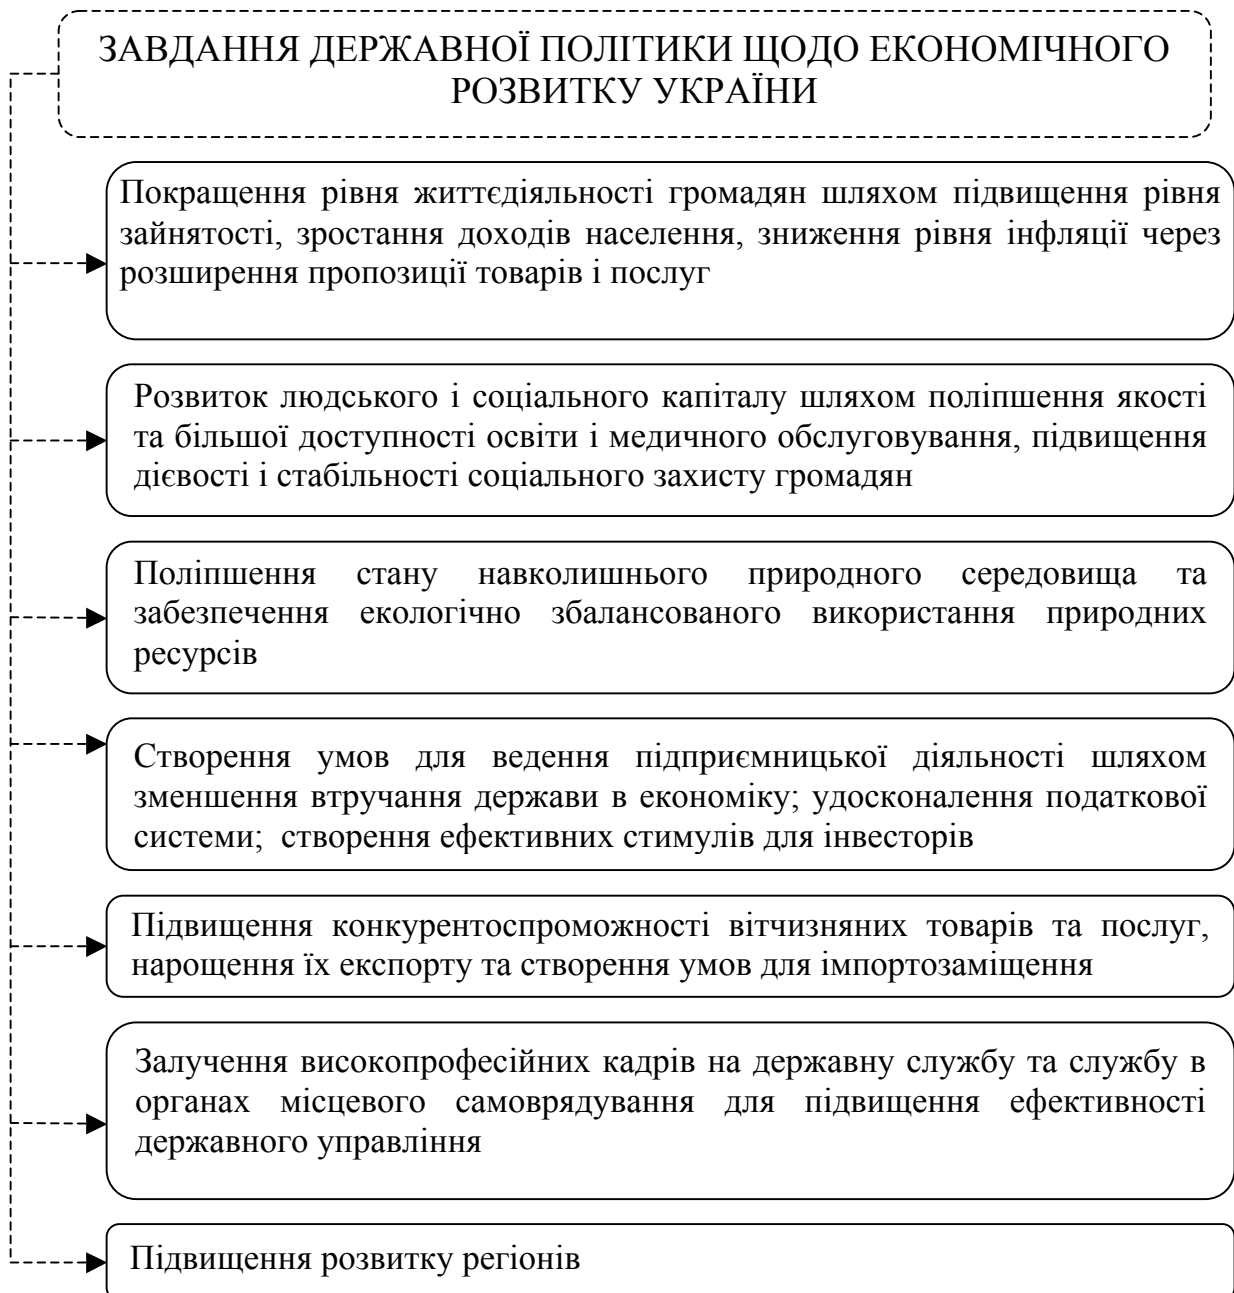 ЗАВДАННЯ ДЕРЖАВНОЇ ПОЛІТИКИ ЩОДО ЕКОНОМІЧНОГО
РОЗВИТКУ УКРАЇНИ
Покращення рівня життєдіяльності громадян шляхом підвищення рівня
зайнятості, зростання доходів населення, зниження рівня інфляції через
розширення пропозиції товарів і послуг
Розвиток людського і соціального капіталу шляхом поліпшення якості
та більшої доступності освіти і медичного обслуговування, підвищення
дієвості і стабільності соціального захисту громадян
Поліпшення стану навколишнього природного середовища та
забезпечення екологічно збалансованого використання природних
ресурсів
Створення умов для ведення підприємницької діяльності шляхом
зменшення втручання держави в економіку; удосконалення податкової
системи;  створення ефективних стимулів для інвесторів
Підвищення конкурентоспроможності вітчизняних товарів та послуг,
нарощення їх експорту та створення умов для імпортозаміщення
Залучення високопрофесійних кадрів на державну службу та службу в
органах місцевого самоврядування для підвищення ефективності
державного управління
Підвищення розвитку регіонів